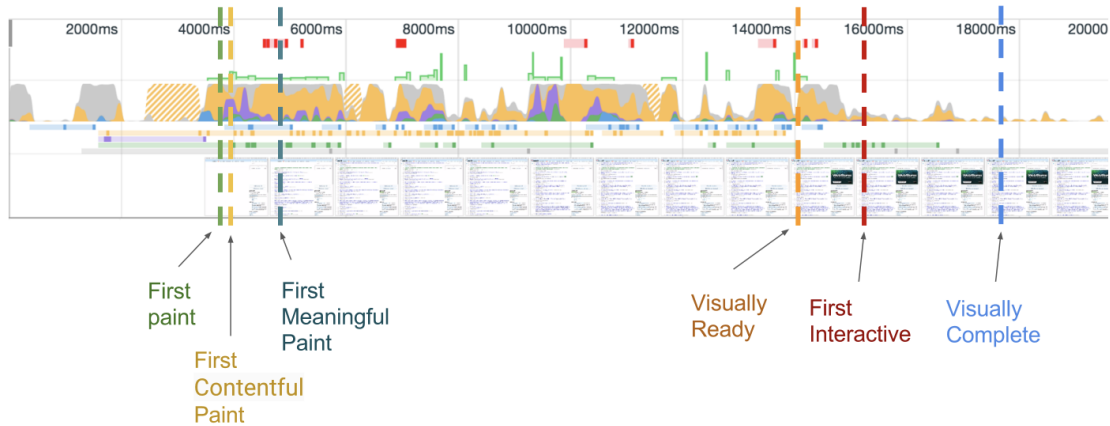 2000ms 4000ms 6000ms 8000ms 10000ms 12000ms 14000ms 16000ms 18000ms 20000
First
paint
First
Contentful
Paint
First
Meaningful
Paint
Visually
Ready
First
Interactive
Visually
Complete